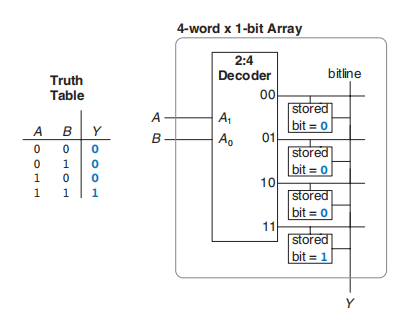 4-word x 1-bit Array
Truth
Table
A B Y
0 0 0
0 1 0
1 0 0
1 1 1
2:4
Decoder
bitline
A
A1
B
A0
00
stored
bit = 0
01
stored
bit = 0
10
stored
bit = 0
11
stored
bit = 1
Y